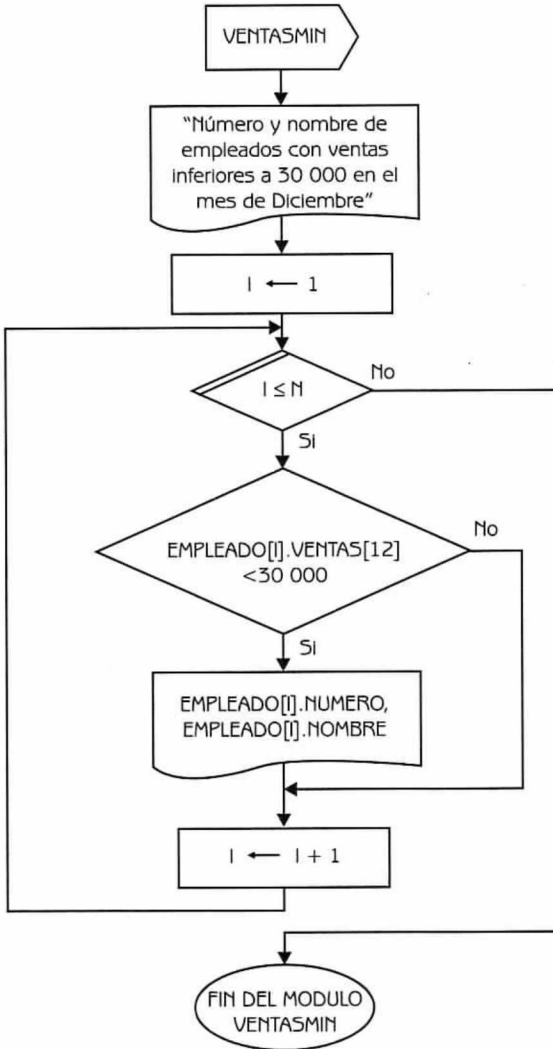 VENTASMIN
“Número y nombre de
empleados con ventas
inferiores a 30 000 en el
mes de Diciembre”
I ← 1
I ≤ N
No
Si
EMPLEADO[I].VENTAS[12]
<30 000
No
Si
EMPLEADO[I].NUMERO,
EMPLEADO[I].NOMBRE
I ← I + 1
FIN DEL MODULO
VENTASMIN